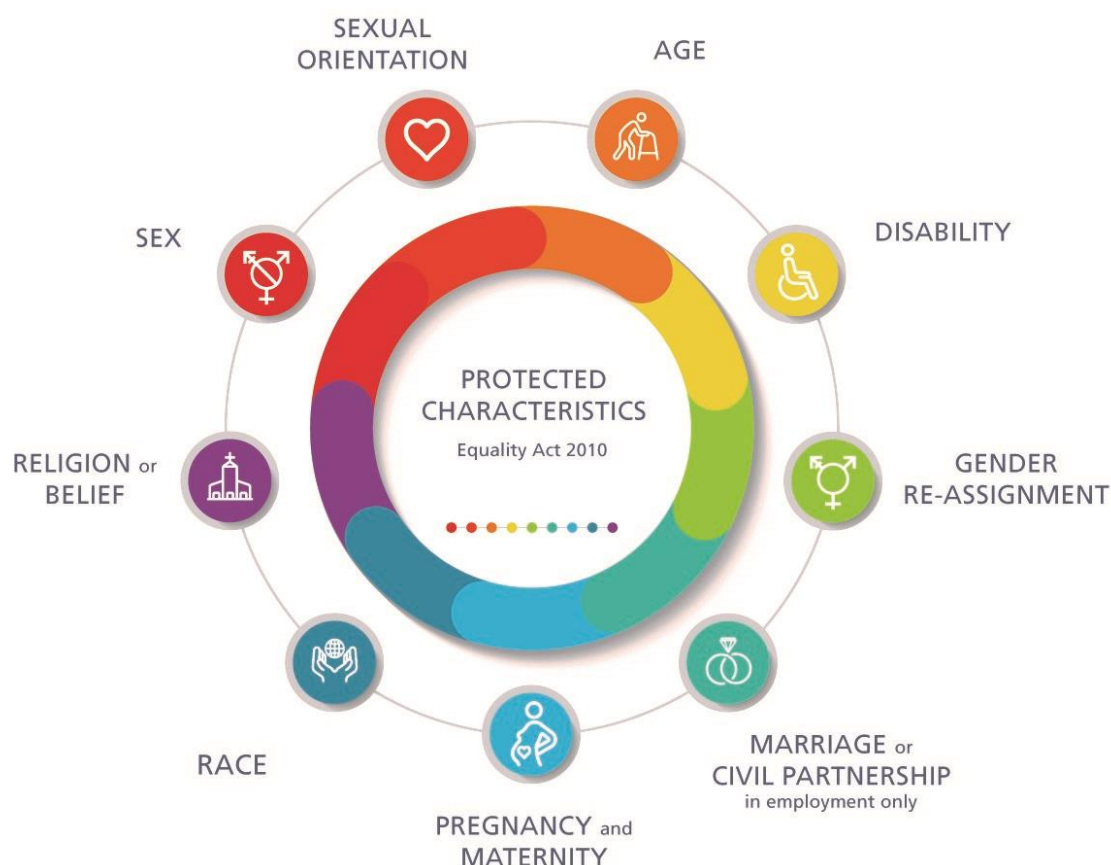 SEXUAL
ORIENTATION
AGE
SEX
DISABILITY
PROTECTED
CHARACTERISTICS
Equality Act 2010
RELIGION or
BELIEF
GENDER
RE-ASSIGNMENT
RACE
MARRIAGE or
CIVIL PARTNERSHIP
in employment only
PREGNANCY and
MATERNITY